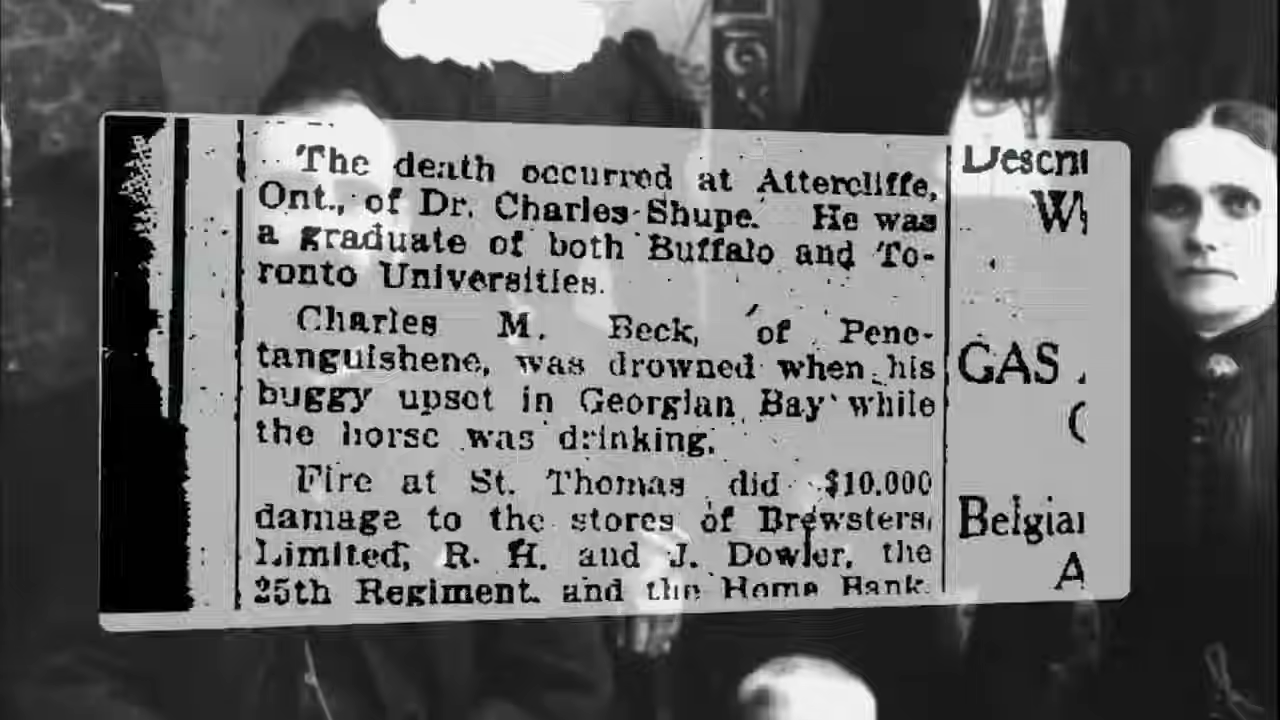 The death occurred at Attercliffe,
Ont., of Dr. Charles Shupe. He was
a graduate of both Buffalo and To-
ronto Universities.
Charles M. Beck, of Pene-
tanguishene, was drowned when his
buggy upset in Georgian Bay while
the horse was drinking.
Fire at St. Thomas did $10,000
damage to the stores of Brewsters,
Limited, R. H. and J. Dowler, the
25th Regiment, and the Home Bank.
GAS